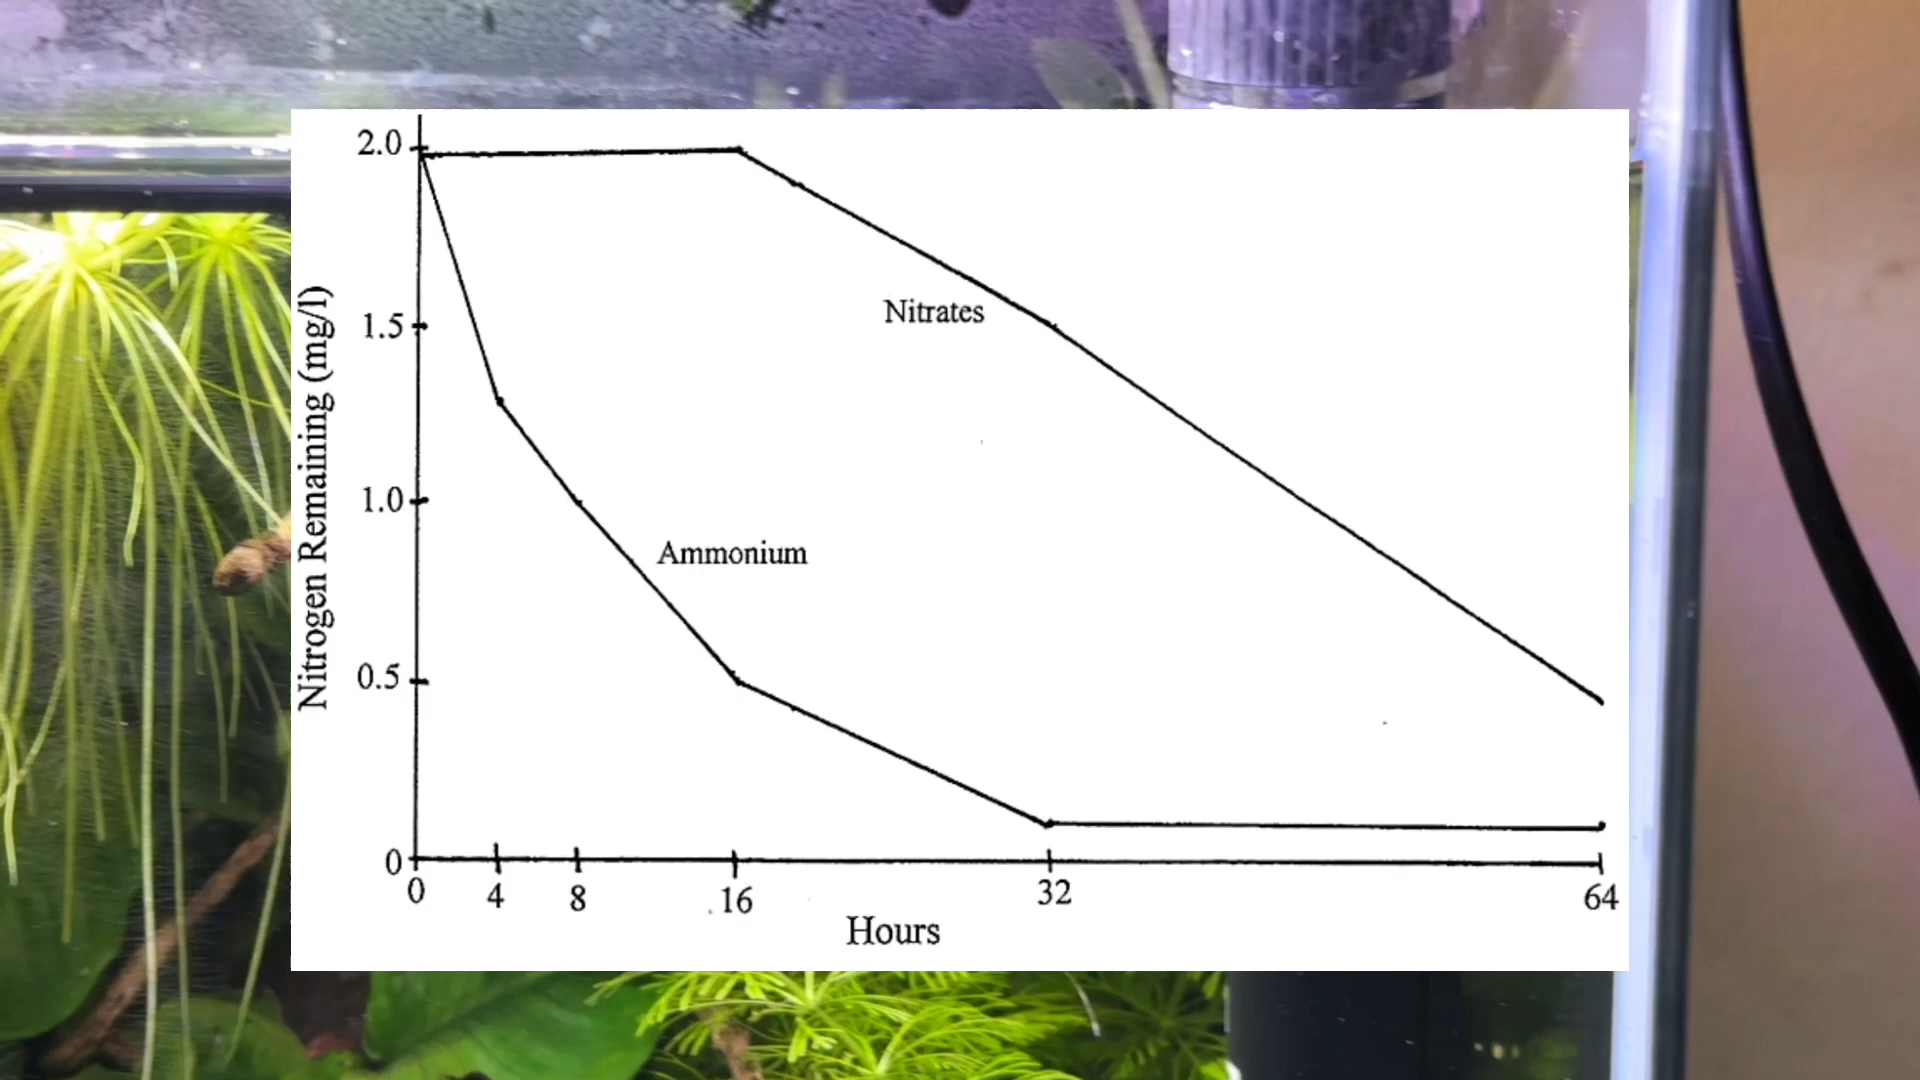 2.0
1.5
1.0
0.5
0
Nitrogen Remaining (mg/l)
Nitrates
Ammonium
0 4 8 16 32 64
Hours